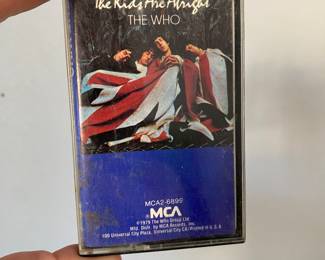 The Kids Are Alright
THE WHO
MCA2-6899
MCA
©1979 The Who Group Ltd.
Mfd. Distr. by MCA Records, Inc.
100 Universal City Plaza, Universal City CA/Printed in U.S.A.